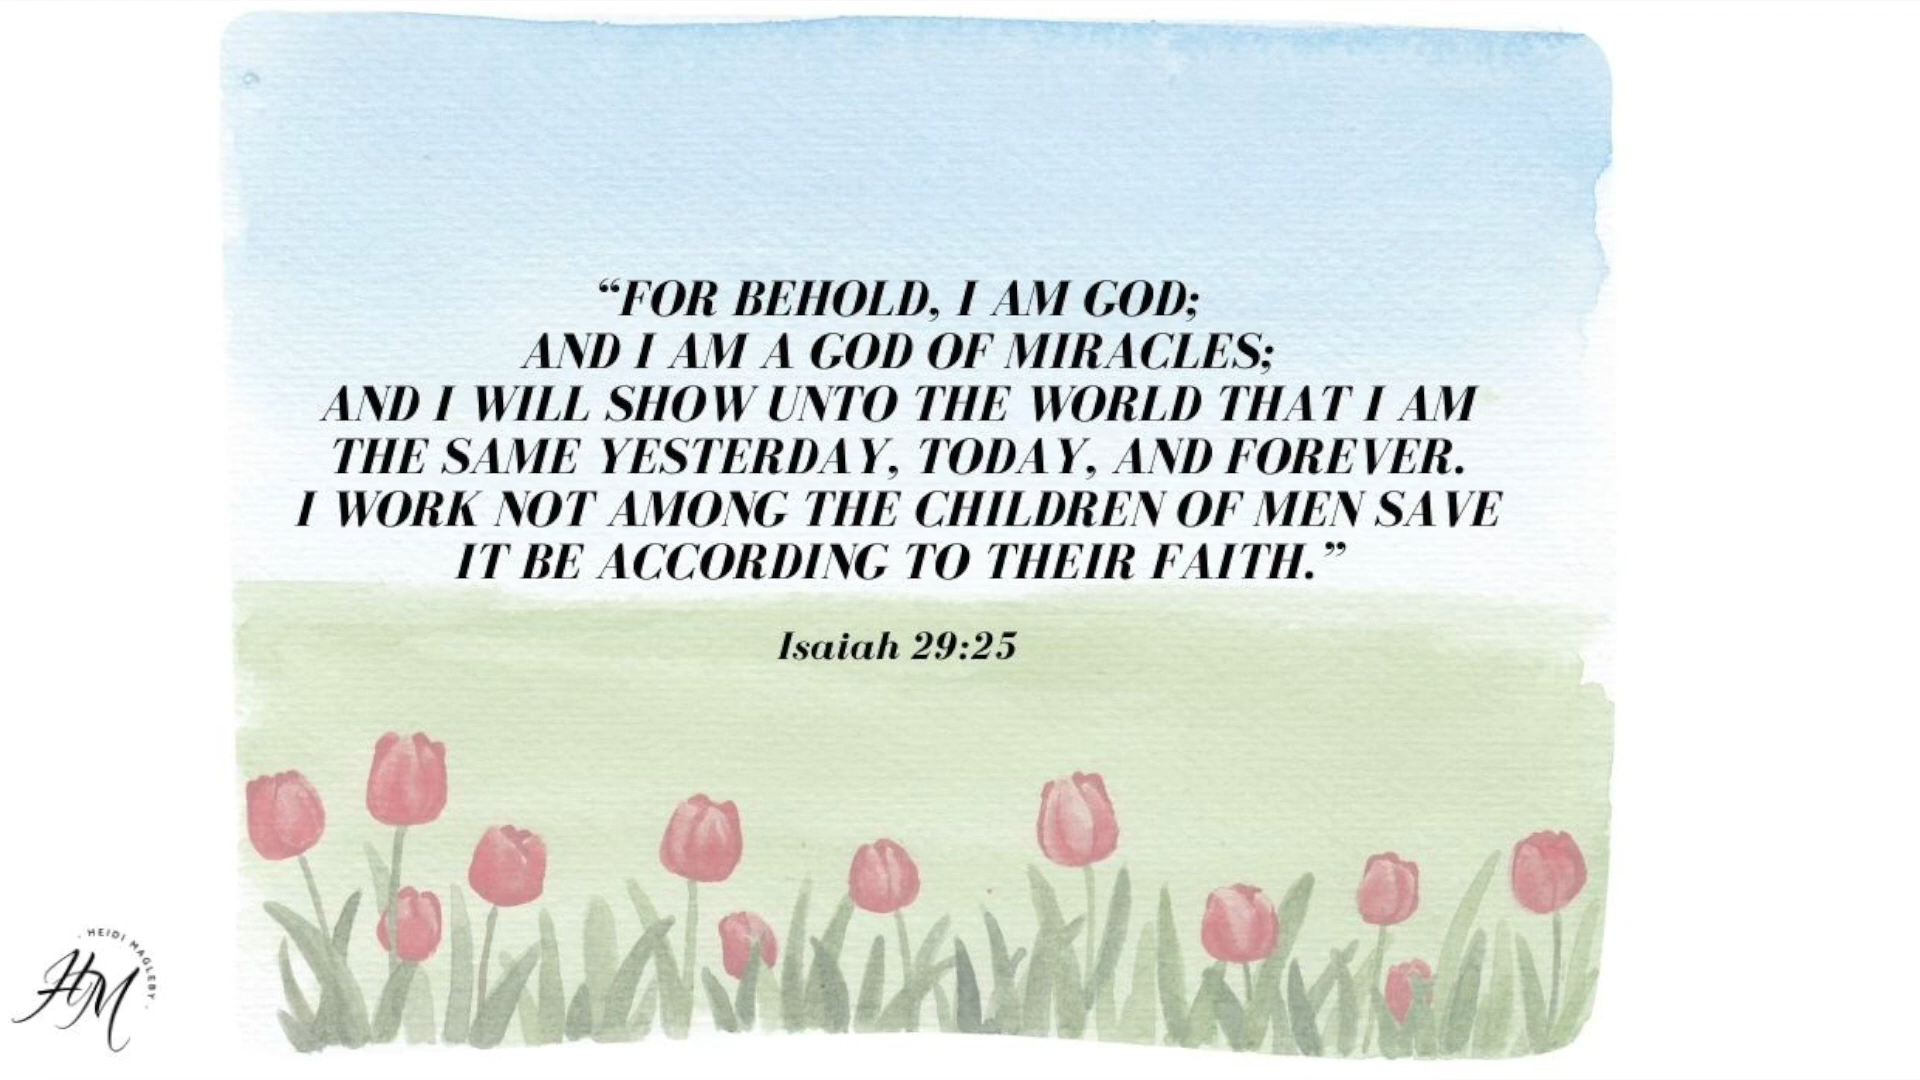 “FOR BEHOLD, I AM GOD;
AND I AM A GOD OF MIRACLES;
AND I WILL SHOW UNTO THE WORLD THAT I AM
THE SAME YESTERDAY, TODAY, AND FOREVER.
I WORK NOT AMONG THE CHILDREN OF MEN SAVE
IT BE ACCORDING TO THEIR FAITH.”
Isaiah 29:25
· HEIDI MAGLEBY ·
HM